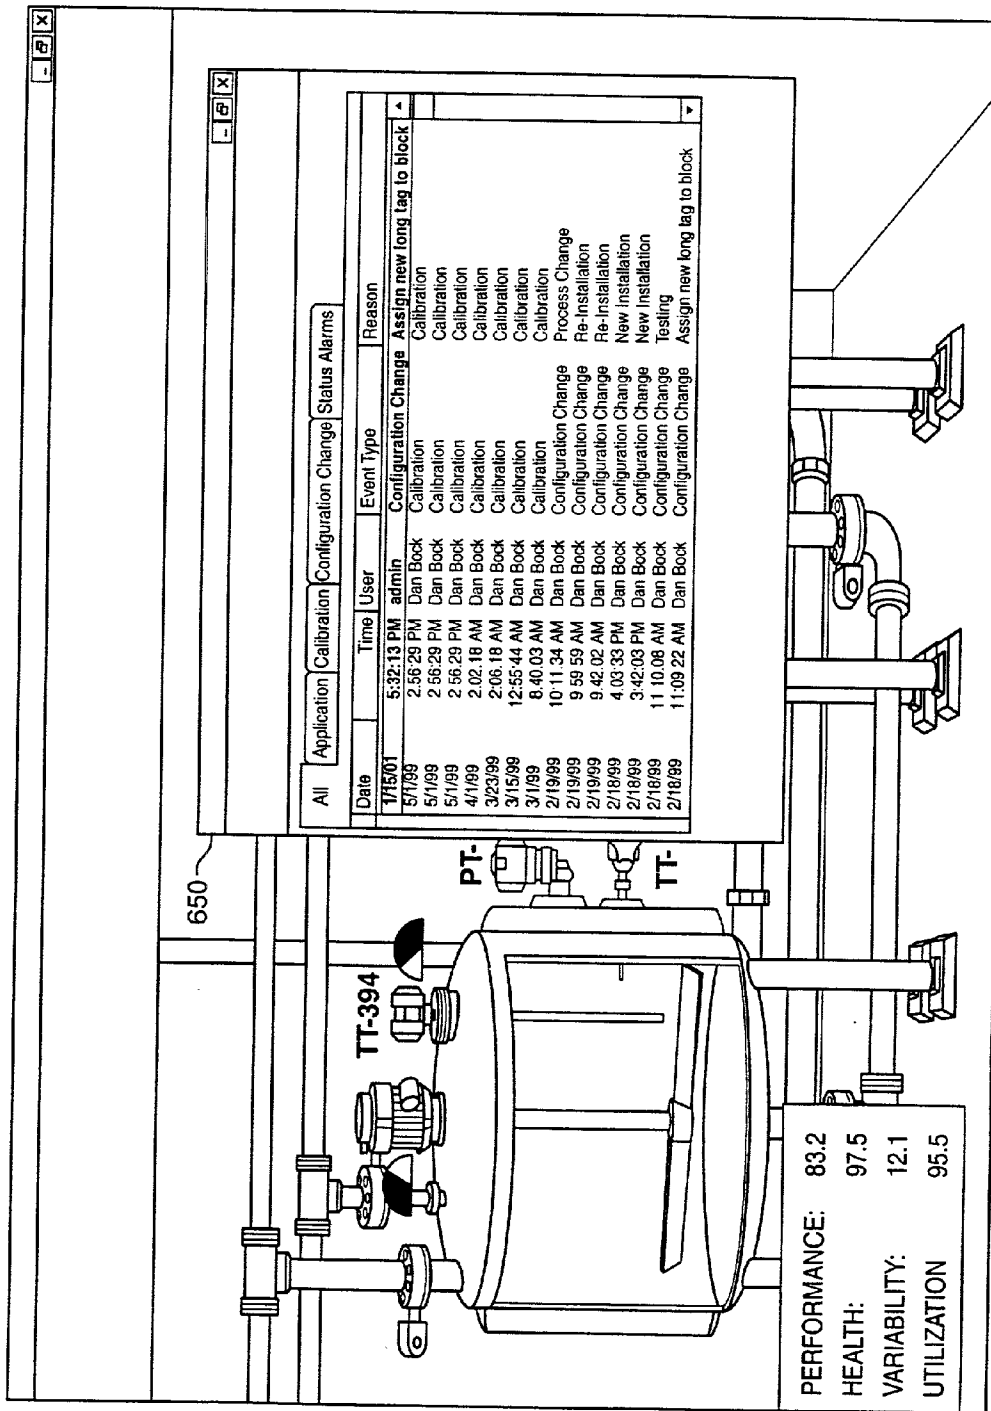 650
All Application Calibration Configuration Change Status Alarms
Date Time User Event Type Reason
1/15/01 5:32:13 PM admin Configuration Change Assign new long tag to block
5/1/99 2.56:29 PM Dan Bock Calibration Calibration
5/1/99 2 56:29 PM Dan Bock Calibration Calibration
5/1/99 2 56.29 PM Dan Bock Calibration Calibration
4/1/99 2.02.18 AM Dan Bock Calibration Calibration
3/23/99 2:06.18 AM Dan Bock Calibration Calibration
3/15/99 12:55:44 AM Dan Bock Calibration Calibration
3/1/99 8.40.03 AM Dan Bock Calibration Calibration
2/19/99 10·11.34 AM Dan Bock Configuration Change Process Change
2/19/99 9 59 59 AM Dan Bock Configuration Change Re-Installation
2/19/99 9.42 02 AM Dan Bock Configuration Change Re-Installation
2/18/99 4.03:33 PM Dan Bock Configuration Change New Installation
2/18/99 3:42:03 PM Dan Bock Configuration Change New Installation
2/18/99 11 10.08 AM Dan Bock Configuration Change Testing
2/18/99 11:09 22 AM Dan Bock Configuration Change Assign new long tag to block
TT-394
PT-
TT-
PERFORMANCE: 83.2
HEALTH: 97.5
VARIABILITY: 12.1
UTILIZATION 95.5